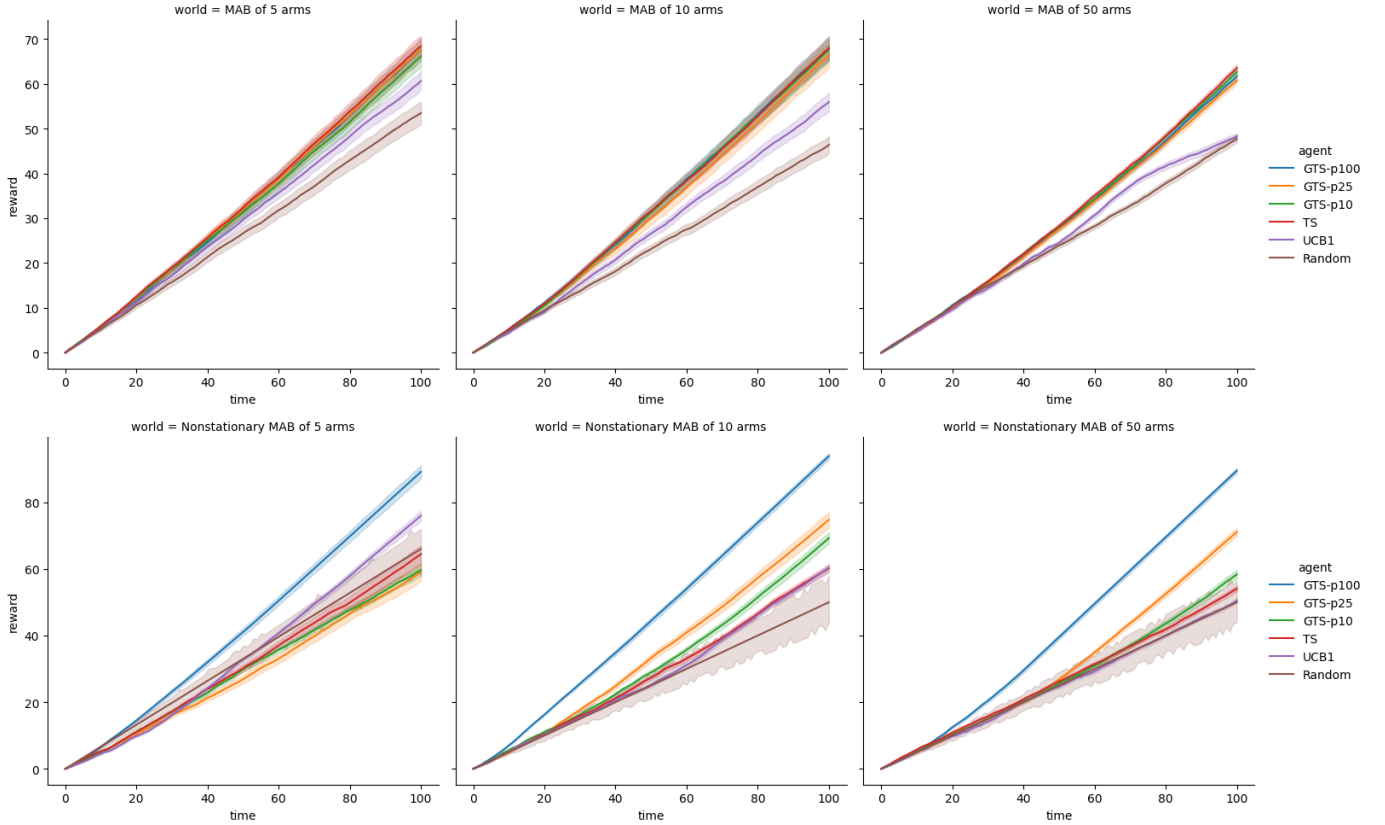 world = MAB of 5 arms
world = MAB of 10 arms
world = MAB of 50 arms
70
60
50
40
30
20
10
0
reward
0 20 40 60 80 100
0 20 40 60 80 100
0 20 40 60 80 100
time
time
time
agent
GTS-p100
GTS-p25
GTS-p10
TS
UCB1
Random
world = Nonstationary MAB of 5 arms
world = Nonstationary MAB of 10 arms
world = Nonstationary MAB of 50 arms
80
60
40
20
0
reward
0 20 40 60 80 100
0 20 40 60 80 100
0 20 40 60 80 100
time
time
time
agent
GTS-p100
GTS-p25
GTS-p10
TS
UCB1
Random